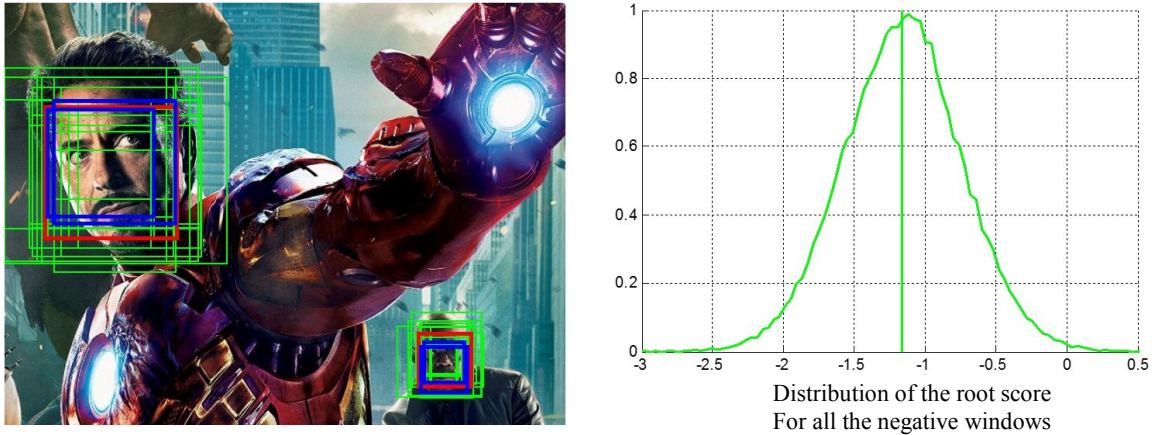 1
0.8
0.6
0.4
0.2
0
-3 -2.5 -2 -1.5 -1 -0.5 0 0.5
Distribution of the root score
For all the negative windows